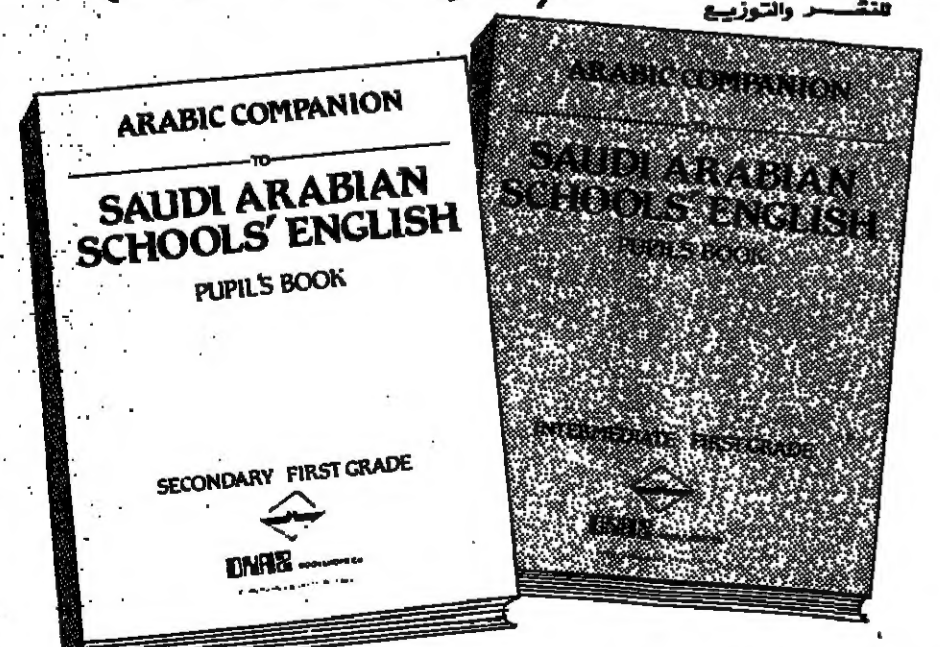 للنشر والتوزيع
ARABIC COMPANION
TO
SAUDI ARABIAN
SCHOOLS' ENGLISH
PUPIL'S BOOK
SECONDARY FIRST GRADE
ARABIC COMPANION
SAUDI ARABIAN
SCHOOLS' ENGLISH
PUPIL'S BOOK
INTERMEDIATE FIRST GRADE